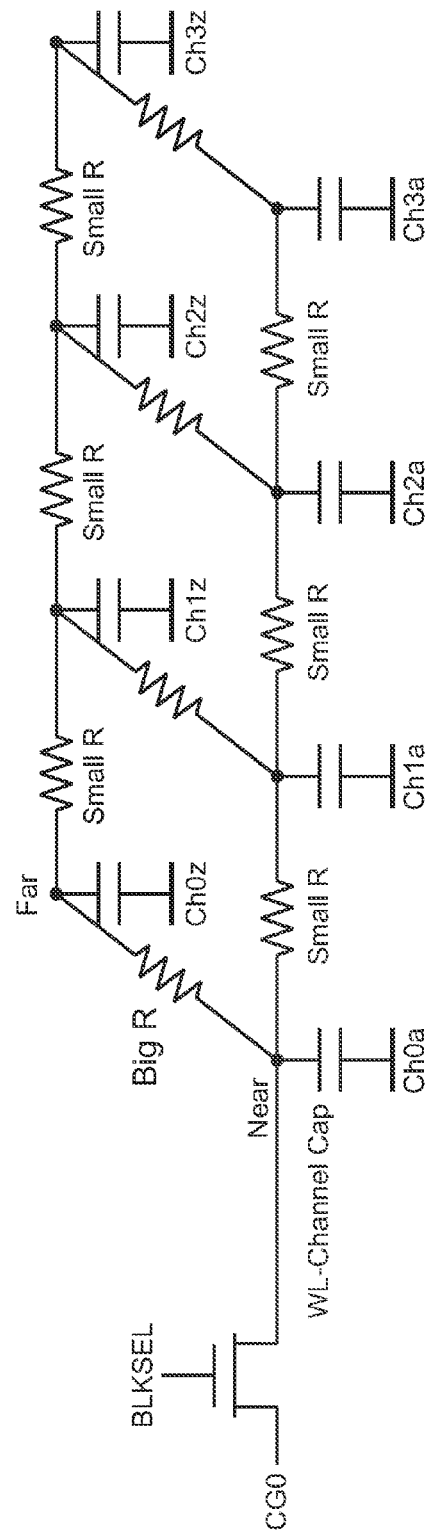 Far
Small R
Small R
Small R
Ch0z
Ch1z
Ch2z
Ch3z
Big R
BLKSEL
Near
Small R
Small R
Small R
CG0
WL-Channel Cap
Ch0a
Ch1a
Ch2a
Ch3a